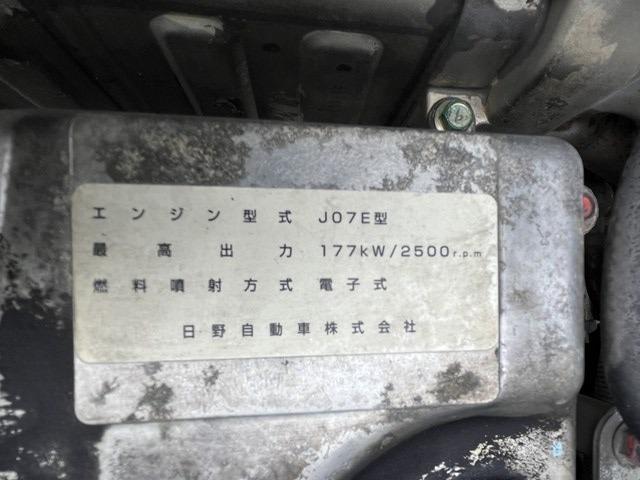 エンジン型式 J07E型
最高出力 177kW/2500r.p.m
燃料噴射方式 電子式
日野自動車株式会社